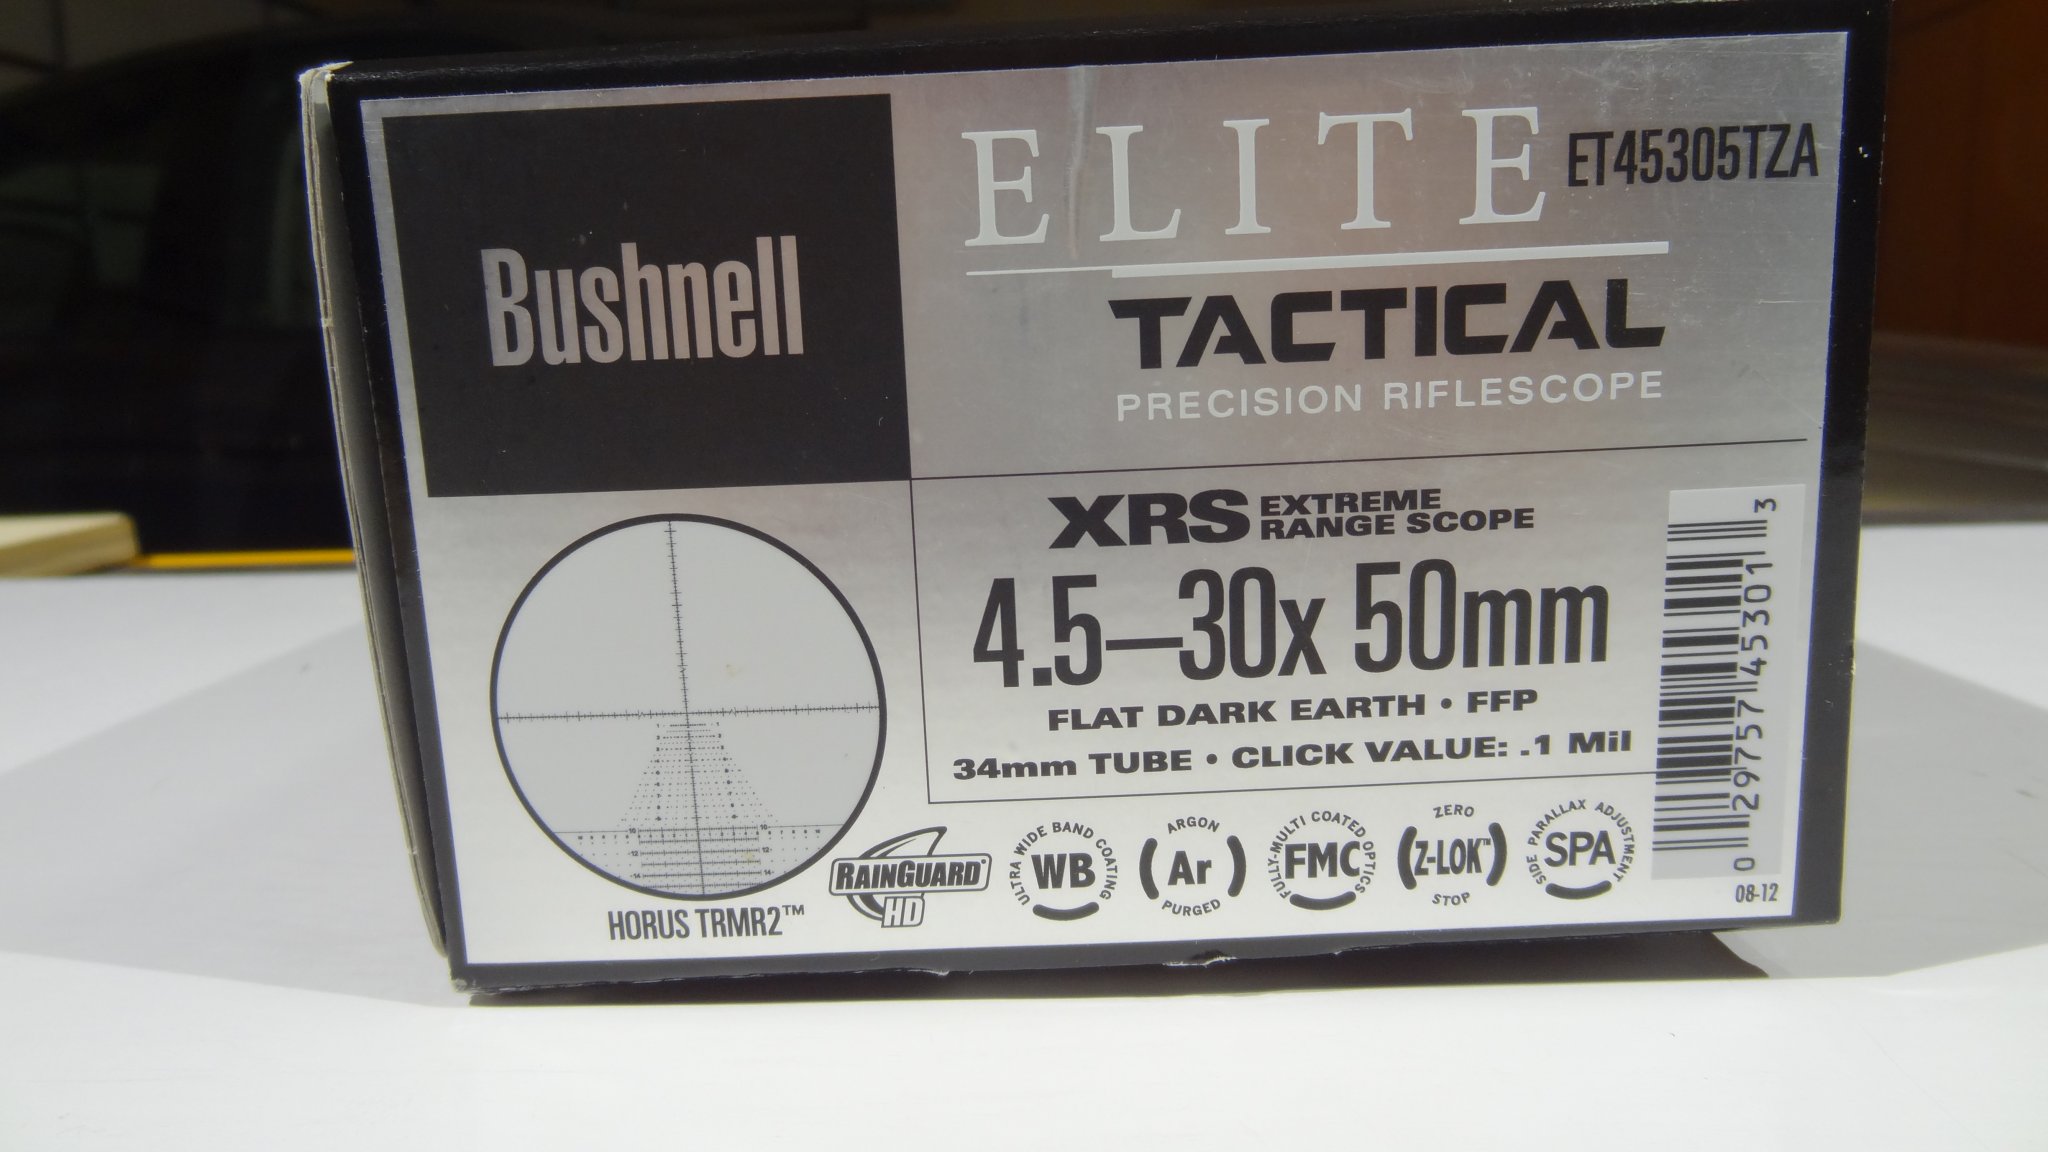 Bushnell
ELITE ET45305TZA
TACTICAL
PRECISION RIFLESCOPE
XRS EXTREME
RANGE SCOPE
4.5–30x 50mm
FLAT DARK EARTH • FFP
34mm TUBE • CLICK VALUE: .1 Mil
HORUS TRMR2™
RAINGUARD®
HD
ULTRA WIDE BAND COATING
WB
ARGON
Ar
PURGED
FULLY-MULTI COATED OPTICS
FMC
ZERO
Z-LOK™
STOP
SIDE PARALLAX ADJUSTMENT
SPA
0 29757 45301 3
08-12